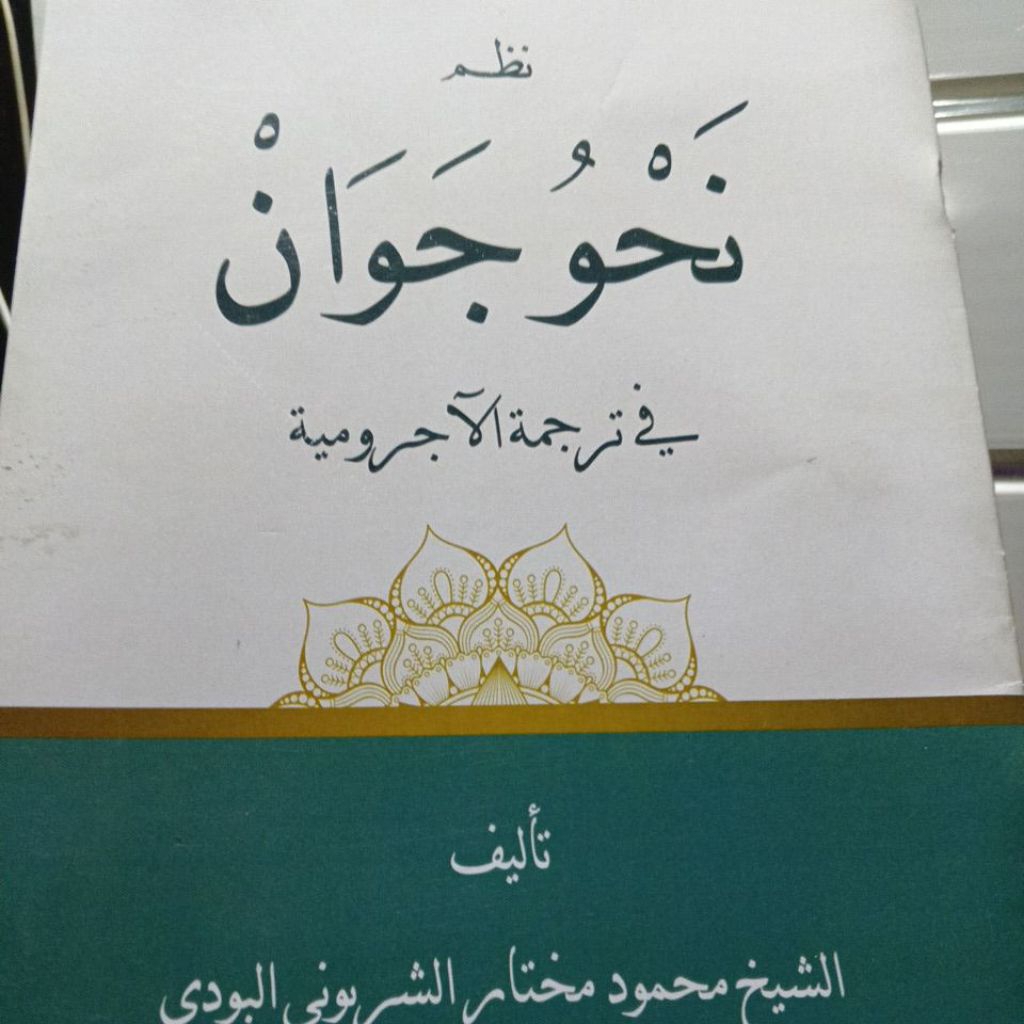 نظم
نَحْوُ جَوَانْ
في ترجمة الآجرومية
تأليف
الشيخ محمود مختار الشربوني البودي